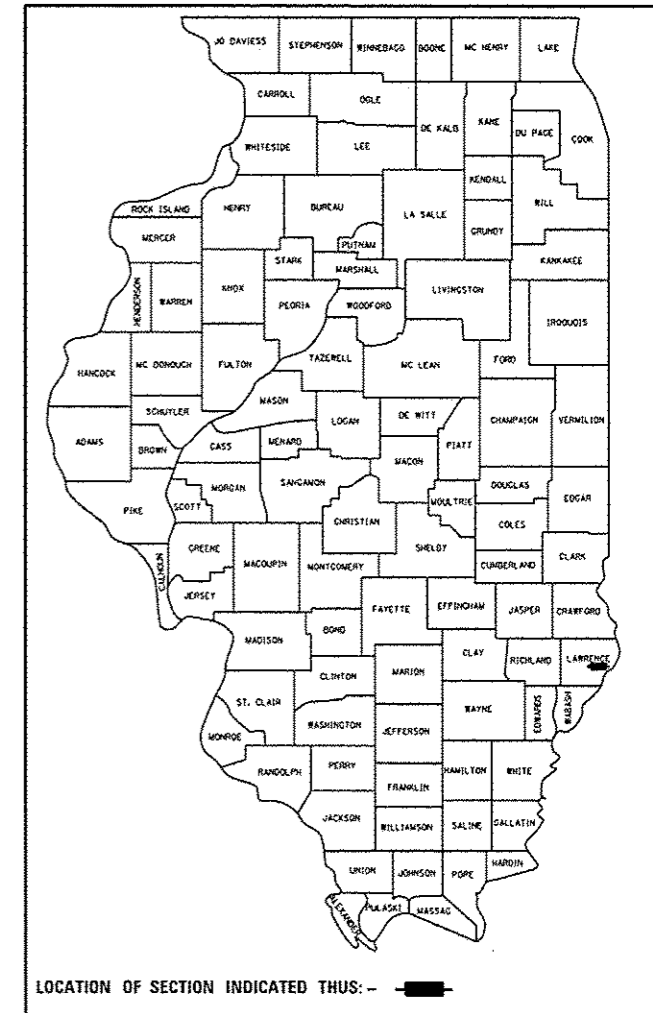 JO DAVIESS STEPHENSON WINNEBAGO BOONE MC HENRY LAKE
CARROLL OGLE DE KALB KANE DU PAGE COOK
WHITESIDE LEE KENDALL WILL
ROCK ISLAND HENRY BUREAU LA SALLE GRUNDY
MERCER STARK PUTNAM MARSHALL KANKAKEE
HENDERSON WARREN KNOX PEORIA WOODFORD LIVINGSTON IROQUOIS
HANCOCK MC DONOUGH FULTON TAZEWELL MC LEAN FORD
SCHUYLER MASON LOGAN DE WITT CHAMPAIGN VERMILION
ADAMS BROWN CASS MENARD MACON PIATT
PIKE SCOTT MORGAN SANGAMON CHRISTIAN MOULTRIE DOUGLAS EDGAR
COLES
CALHOUN GREENE MACOUPIN MONTGOMERY SHELBY CUMBERLAND CLARK
JERSEY FAYETTE EFFINGHAM JASPER CRAWFORD
MADISON BOND CLAY RICHLAND LAWRENCE
CLINTON MARION
ST. CLAIR WASHINGTON WAYNE EDWARDS WABASH
MONROE JEFFERSON
RANDOLPH PERRY FRANKLIN HAMILTON WHITE
JACKSON WILLIAMSON SALINE GALLATIN
UNION JOHNSON POPE HARDIN
ALEXANDER PULASKI MASSAC
LOCATION OF SECTION INDICATED THUS: -